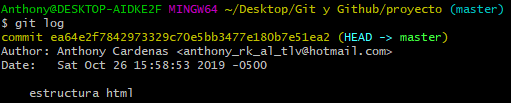 Anthony@DESKTOP-AIDKE2F MINGW64 ~/Desktop/Git y Github/proyecto (master)
$ git log
commit ea64e2f7842973329c70e5bb3477e180b7e51ea2 (HEAD -> master)
Author: Anthony Cardenas <anthony_rk_al_tlv@hotmail.com>
Date:   Sat Oct 26 15:58:53 2019 -0500
    estructura html